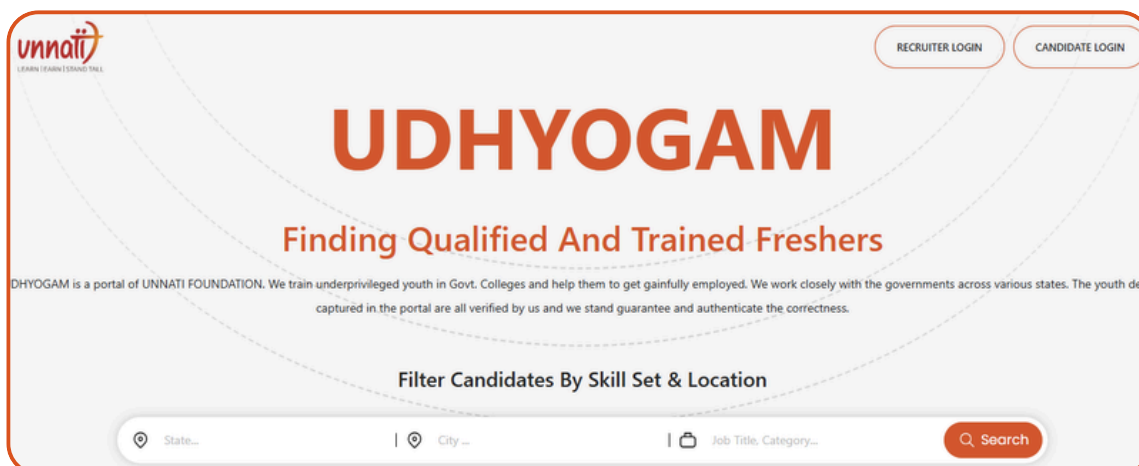 unnati
LEARN | EARN | STAND TALL
RECRUITER LOGIN
CANDIDATE LOGIN
UDHYOGAM
Finding Qualified And Trained Freshers
DHYOGAM is a portal of UNNATI FOUNDATION. We train underprivileged youth in Govt. Colleges and help them to get gainfully employed. We work closely with the governments across various states. The youth de
captured in the portal are all verified by us and we stand guarantee and authenticate the correctness.
Filter Candidates By Skill Set & Location
State... | City ... | Job Title, Category... Search